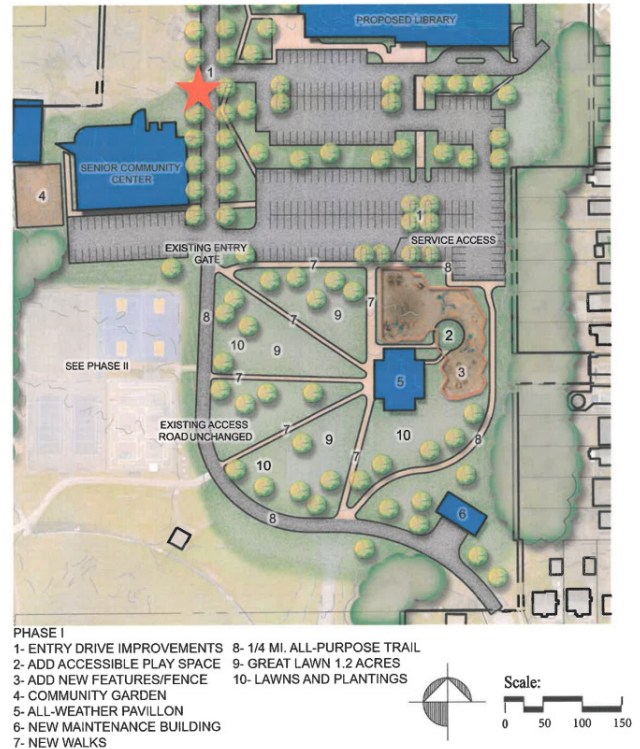 PROPOSED LIBRARY
1
SENIOR COMMUNITY
CENTER
4
1
EXISTING ENTRY
GATE
SERVICE ACCESS
7
8
7
7
8
9
2
10
9
SEE PHASE II
3
7
5
EXISTING ACCESS
ROAD UNCHANGED
7
9
10
8
10
7
6
8
PHASE I
1- ENTRY DRIVE IMPROVEMENTS
2- ADD ACCESSIBLE PLAY SPACE
3- ADD NEW FEATURES/FENCE
4- COMMUNITY GARDEN
5- ALL-WEATHER PAVILLON
6- NEW MAINTENANCE BUILDING
7- NEW WALKS
8- 1/4 MI. ALL-PURPOSE TRAIL
9- GREAT LAWN 1.2 ACRES
10- LAWNS AND PLANTINGS
Scale:
0 50 100 150